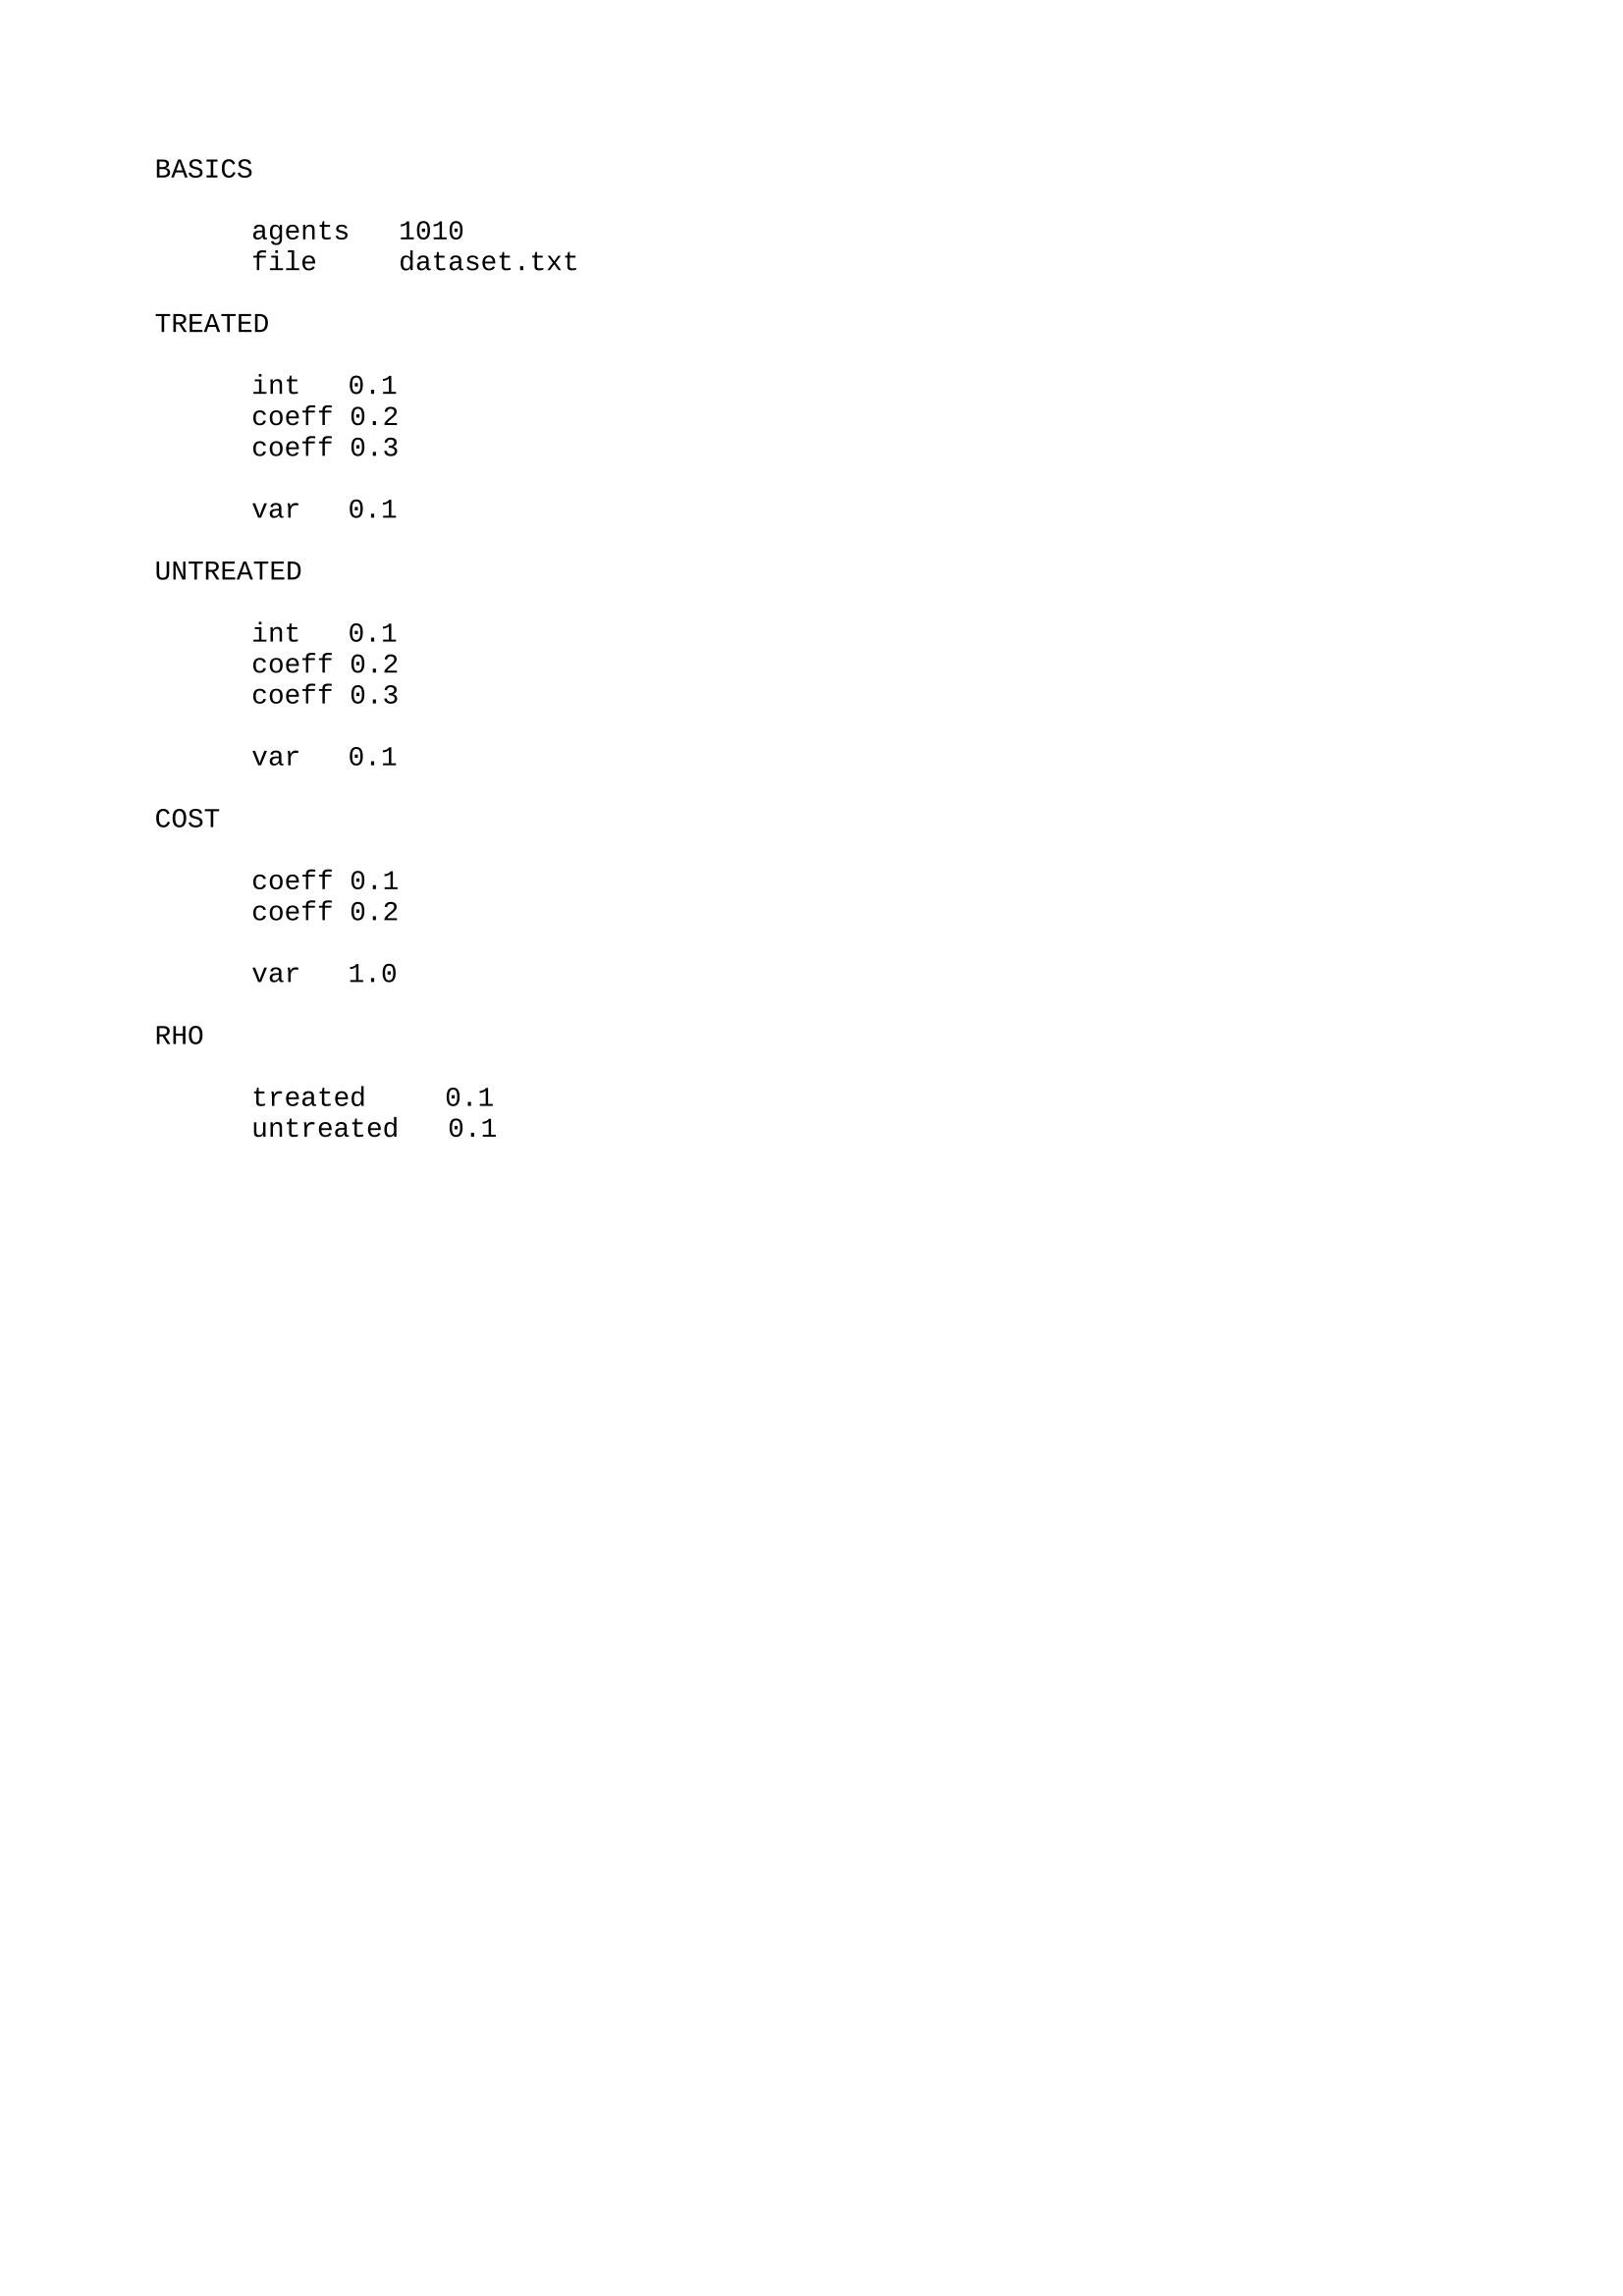 BASICS
agents   1010
file     dataset.txt
TREATED
int   0.1
coeff 0.2
coeff 0.3
var   0.1
UNTREATED
int   0.1
coeff 0.2
coeff 0.3
var   0.1
COST
coeff 0.1
coeff 0.2
var   1.0
RHO
treated     0.1
untreated   0.1